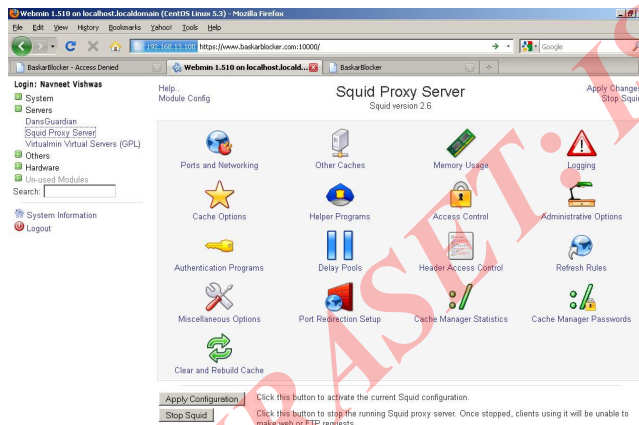 Webmin 1.510 on localhost.localdomain (CentOS Linux 5.3) - Mozilla Firefox
File Edit View History Bookmarks Yahoo! Tools Help
192.168.13.100 https://www.baskarblocker.com:10000/
Google
BaskarBlocker - Access Denied
Webmin 1.510 on localhost.locald...
BaskarBlocker
Login: Navneet Vishwas
System
Servers
DansGuardian
Squid Proxy Server
Virtualmin Virtual Servers (GPL)
Others
Hardware
Un-used Modules
Search:
System Information
Logout
Help..
Module Config
Squid Proxy Server
Squid version 2.6
Apply Change
Stop Squi
Ports and Networking
Other Caches
Memory Usage
Logging
Cache Options
Helper Programs
Access Control
Administrative Options
Authentication Programs
Delay Pools
Header Access Control
Refresh Rules
Miscellaneous Options
Port Redirection Setup
Cache Manager Statistics
Cache Manager Passwords
Clear and Rebuild Cache
Apply Configuration
Click this button to activate the current Squid configuration.
Stop Squid
Click this button to stop the running Squid proxy server. Once stopped, clients using it will be unable to
make web or FTP requests.